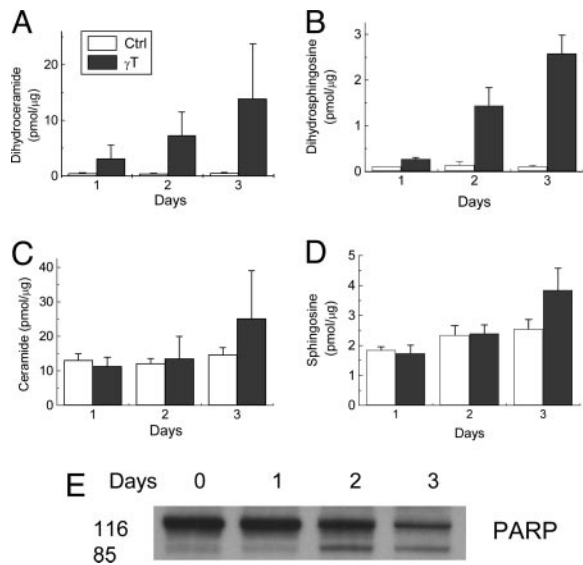 A
Ctrl
γT
Dihydroceramide
(pmol/μg)
20
10
0
1 2 3
Days
B
Dihydrosphingosine
(pmol/μg)
3
2
1
0
1 2 3
Days
C
Ceramide (pmol/μg)
40
30
20
10
0
1 2 3
Days
D
Sphingosine
(pmol/μg)
5
4
3
2
1
0
1 2 3
Days
E Days 0 1 2 3
116
85
PARP